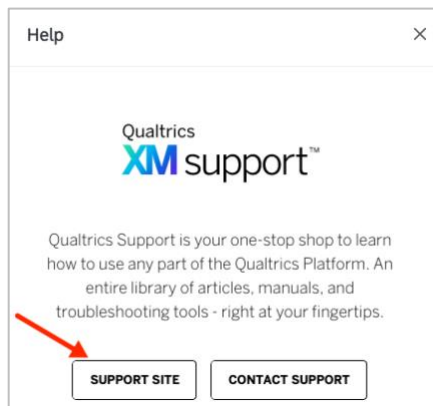 Help
Qualtrics
XM support™
Qualtrics Support is your one-stop shop to learn
how to use any part of the Qualtrics Platform. An
entire library of articles, manuals, and
troubleshooting tools - right at your fingertips.
SUPPORT SITE CONTACT SUPPORT